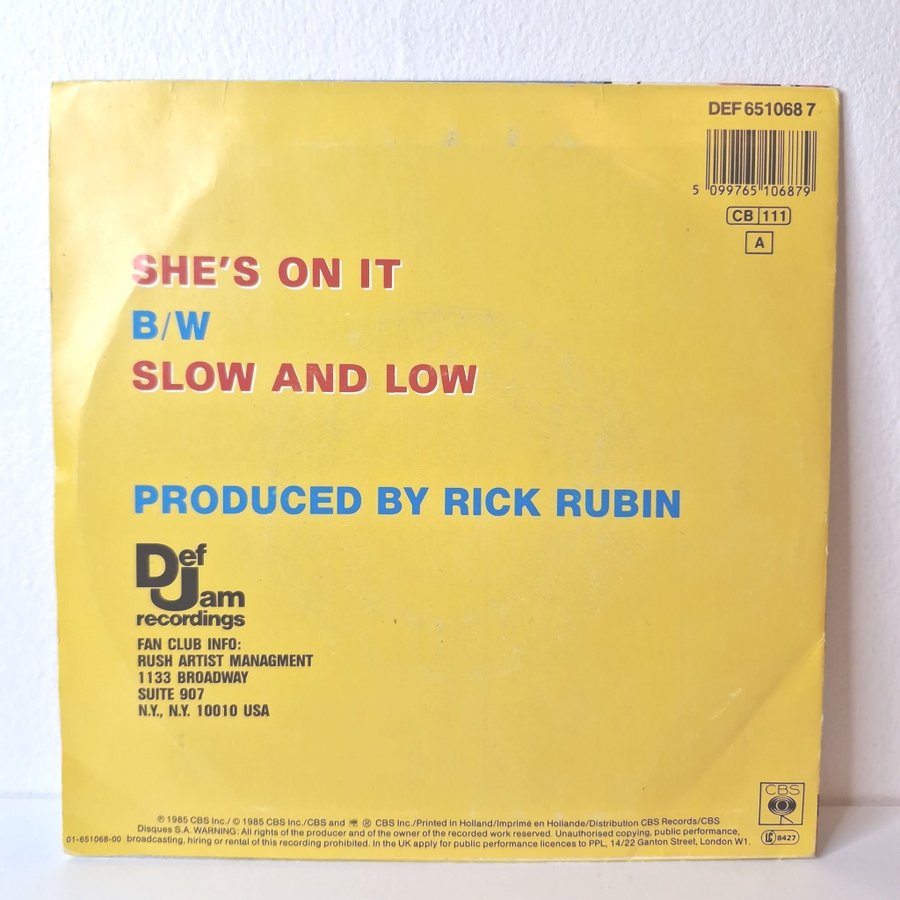 DEF 651068 7
5 099765 106879
CB 111
A
SHE'S ON IT
B/W
SLOW AND LOW
PRODUCED BY RICK RUBIN
Def
Jam
recordings
FAN CLUB INFO:
RUSH ARTIST MANAGMENT
1133 BROADWAY
SUITE 907
N.Y., N.Y. 10010 USA
CBS
℗ 1985 CBS Inc./ © 1985 CBS Inc./CBS and ® CBS Inc./Printed in Holland/Imprimé en Hollande/Distribution CBS Records/CBS
Disques S.A. WARNING: All rights of the producer and of the owner of the recorded work reserved. Unauthorised copying, public performance,
01-651068-00 broadcasting, hiring or rental of this recording prohibited. In the UK apply for public performance licences to PPL, 14/22 Ganton Street, London W1.
LC 8427